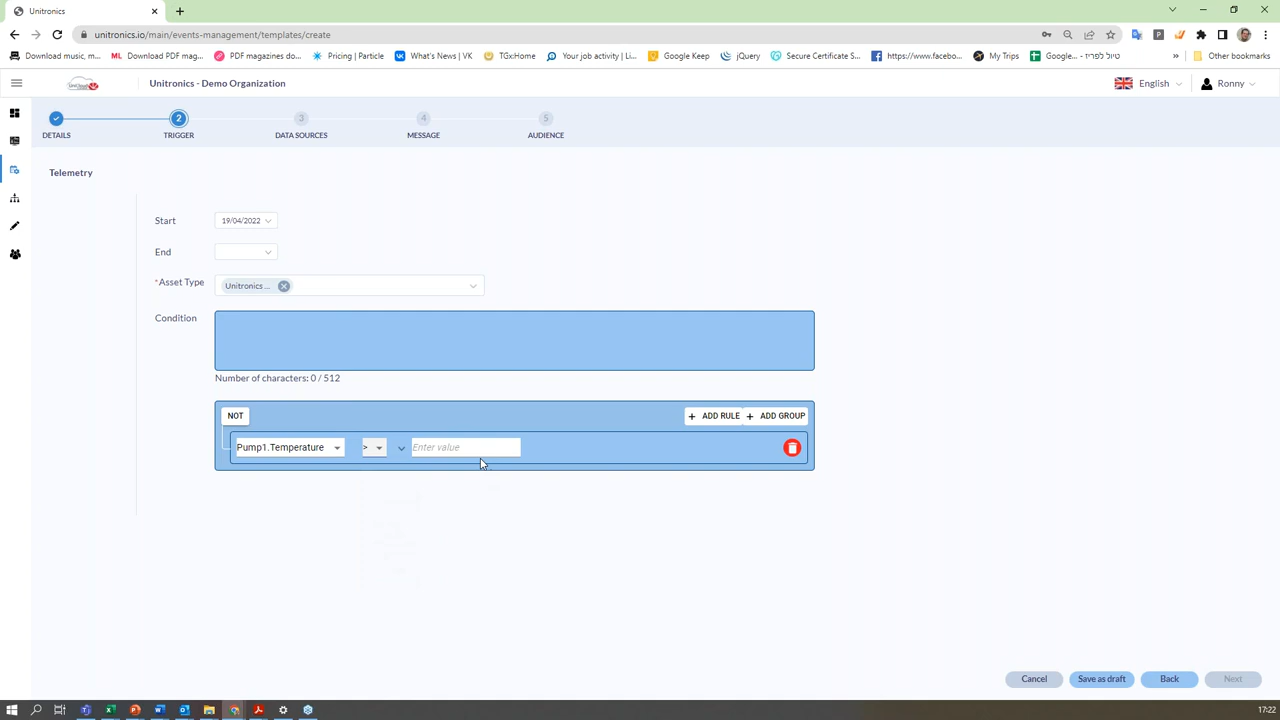 Unitronics
unitronics.io/main/events-management/templates/create
Download music, m...
ML Download PDF mag...
PDF magazines do...
Pricing | Particle
What's News | VK
TGx:Home
Your job activity | Li...
Google Keep
jQuery
Secure Certificate S...
https://www.facebo...
My Trips
Google... - טיול לפריז
»
Other bookmarks
Unitronics - Demo Organization
English
Ronny
2
3
4
5
DETAILS
TRIGGER
DATA SOURCES
MESSAGE
AUDIENCE
Telemetry
Start
19/04/2022
End
*Asset Type
Unitronics ...
Condition
Number of characters: 0 / 512
NOT
+ ADD RULE
+ ADD GROUP
Pump1.Temperature
>
Enter value
Cancel
Save as draft
Back
Next
17:22